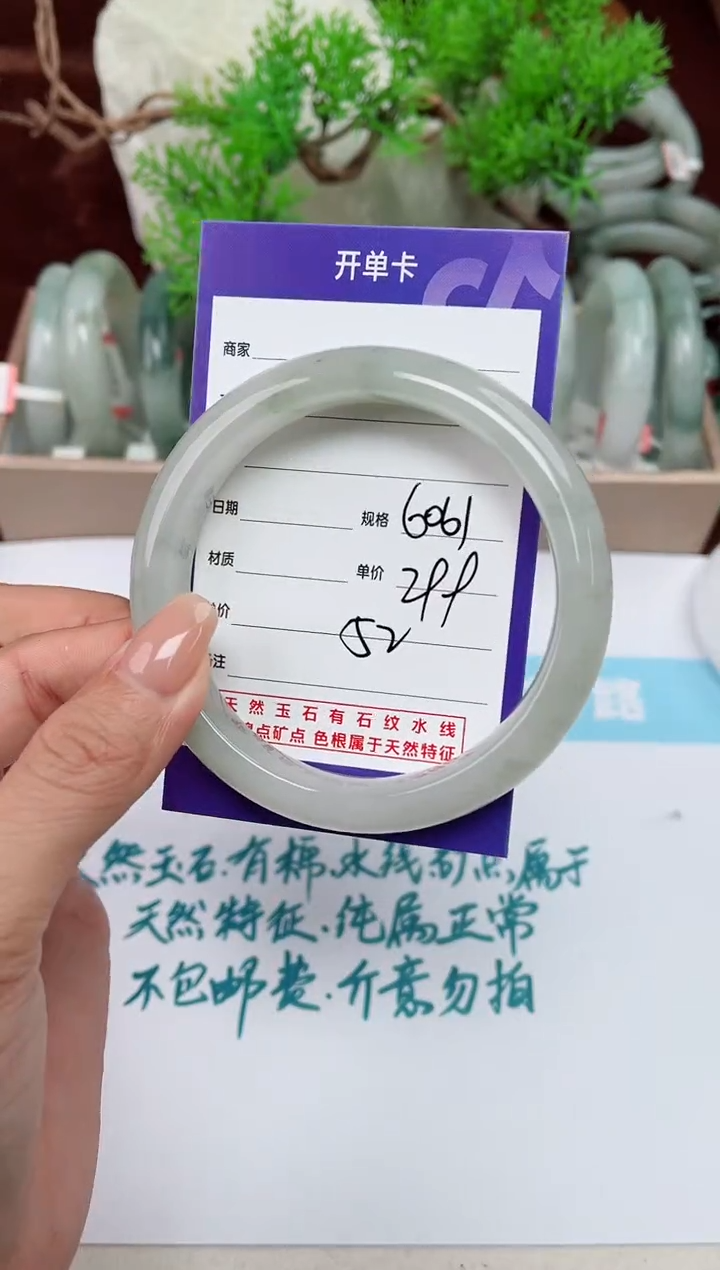 开单卡
商家
日期 规格 6061
材质 单价 299
价 52
注
天然玉石有石纹水线
点矿点 色根属于天然特征
然玉石.有棉.水线.矿点,属于
天然特征.纯属正常
不包邮费.介意勿拍